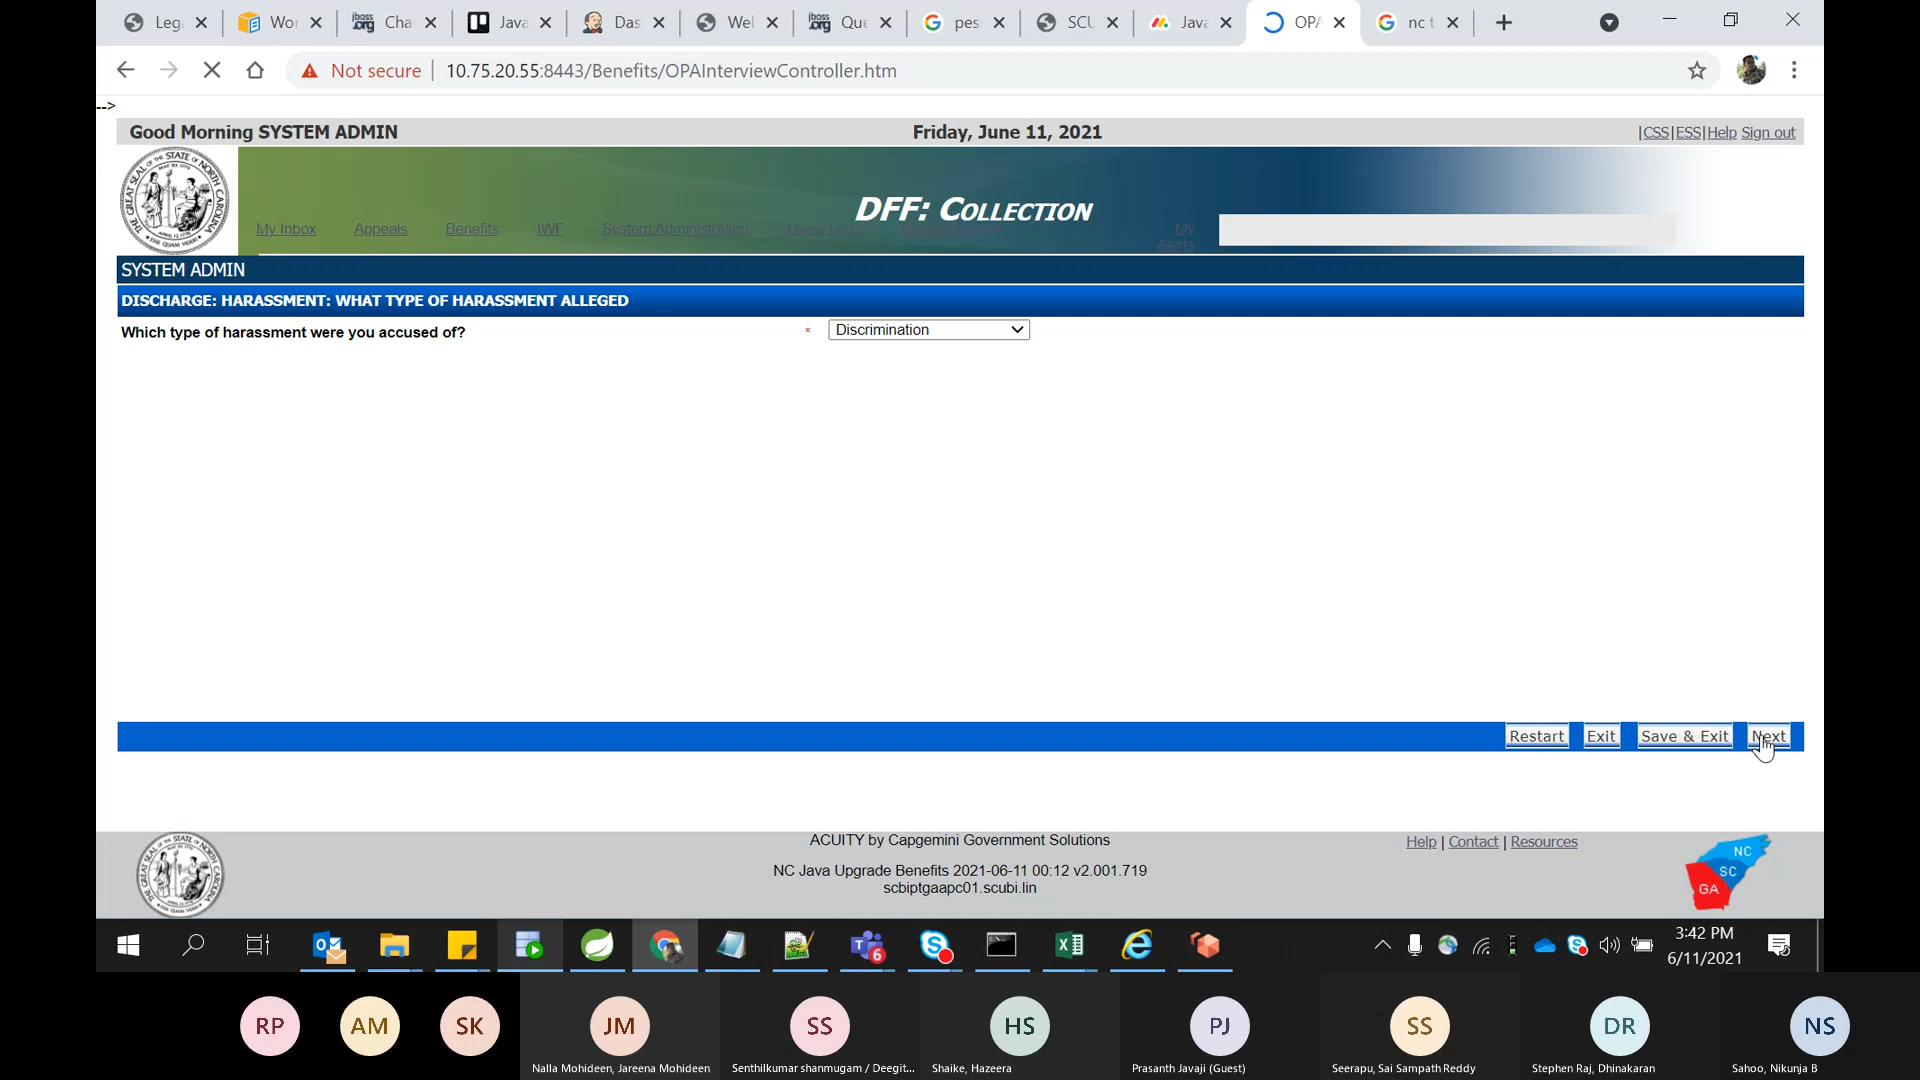 Leg
Wor
Cha
Java
Das
Wel
Que
pes
SCU
Java
OPA
nc t
Not secure
10.75.20.55:8443/Benefits/OPAInterviewController.htm
-->
Good Morning SYSTEM ADMIN
Friday, June 11, 2021
|CSS|ESS|Help Sign out
DFF: COLLECTION
My Inbox
Appeals
Benefits
IWF
System Administration
Quick Links
My Alerts
SYSTEM ADMIN
DISCHARGE: HARASSMENT: WHAT TYPE OF HARASSMENT ALLEGED
Which type of harassment were you accused of?
*
Discrimination
Restart
Exit
Save & Exit
Next
ACUITY by Capgemini Government Solutions
Help | Contact | Resources
NC Java Upgrade Benefits 2021-06-11 00:12 v2.001.719
scbiptgaapc01.scubi.lin
NC
SC
GA
3:42 PM
6/11/2021
RP
AM
SK
JM
SS
HS
PJ
SS
DR
NS
Nalla Mohideen, Jareena Mohideen
Senthilkumar shanmugam / Deegit...
Shaike, Hazeera
Prasanth Javaji (Guest)
Seerapu, Sai Sampath Reddy
Stephen Raj, Dhinakaran
Sahoo, Nikunja B